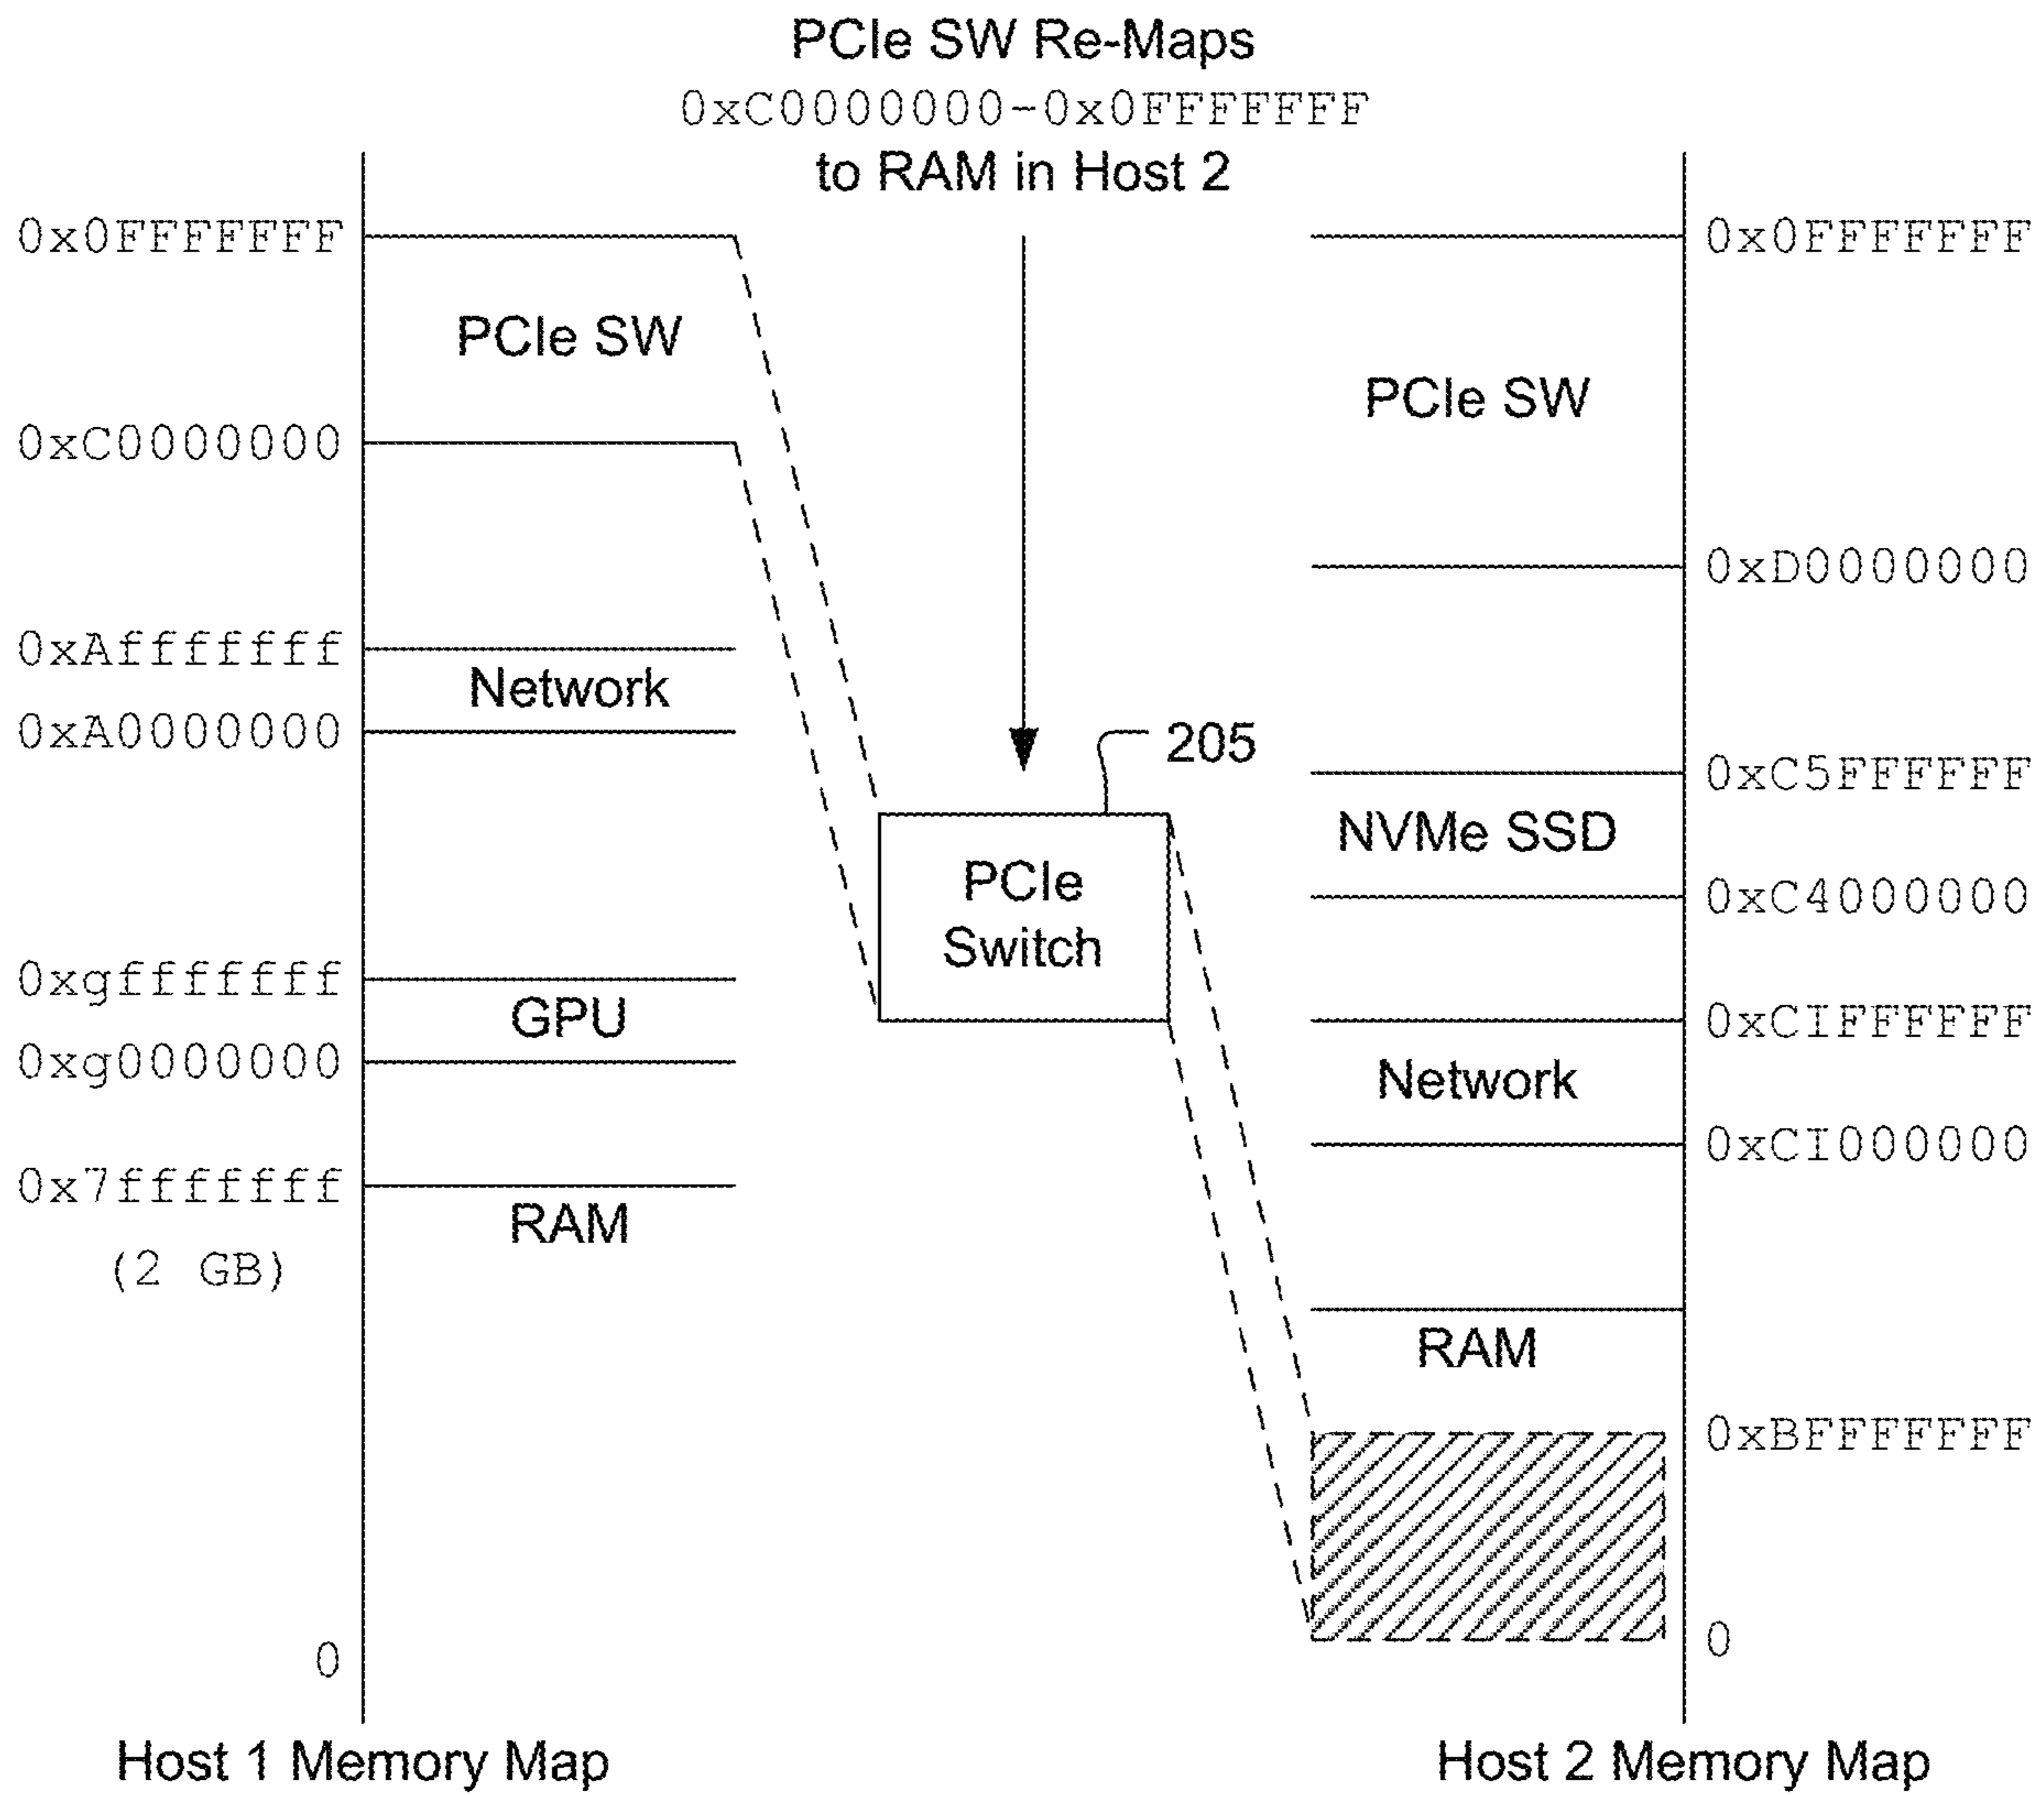 PCIe SW Re-Maps
0xC0000000~0x0FFFFFFF
to RAM in Host 2
0x0FFFFFFF
PCIe SW
0xC0000000
0xAfffffff
Network
0xA0000000
0xgfffffff
GPU
0xg0000000
0x7fffffff
RAM
(2 GB)
0
Host 1 Memory Map
205
PCIe
Switch
0x0FFFFFFF
PCIe SW
0xD0000000
0xC5FFFFFF
NVMe SSD
0xC4000000
0xCIFFFFFF
Network
0xCI000000
RAM
0xBFFFFFFF
0
Host 2 Memory Map